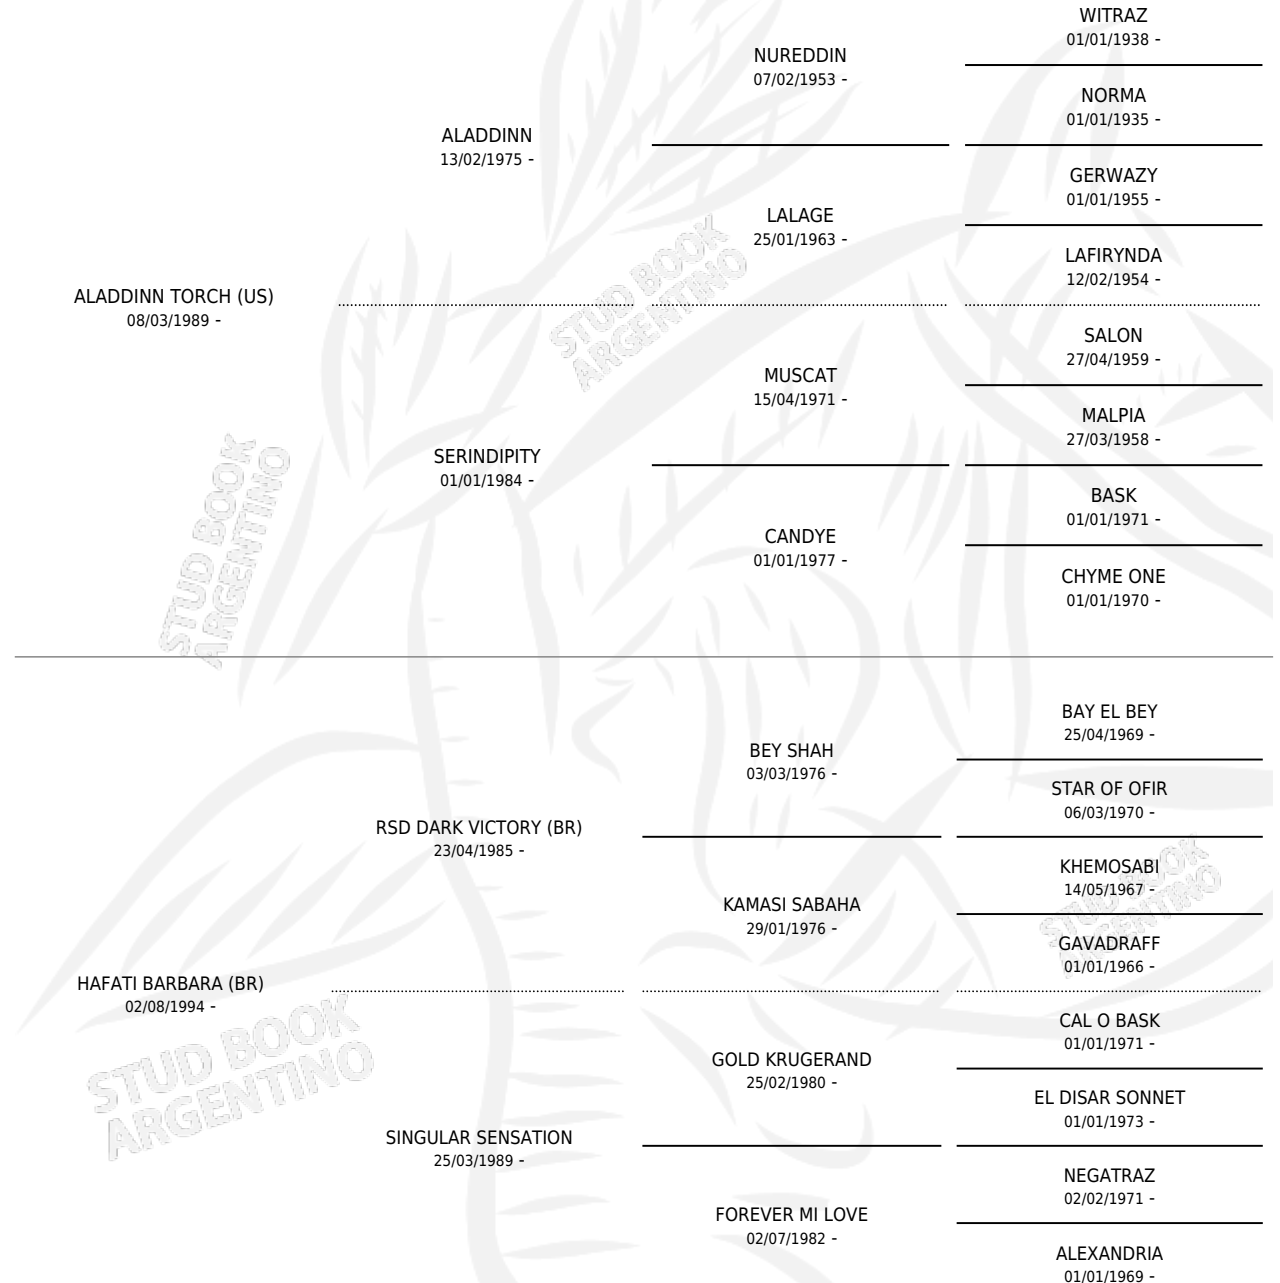 WITRAZ
01/01/1938 -
NUREDDIN
07/02/1953 -
NORMA
01/01/1935 -
ALADDINN
13/02/1975 -
GERWAZY
01/01/1955 -
LALAGE
25/01/1963 -
LAFIRYNDA
12/02/1954 -
ALADDINN TORCH (US)
08/03/1989 -
SALON
27/04/1959 -
MUSCAT
15/04/1971 -
MALPIA
27/03/1958 -
SERINDIPITY
01/01/1984 -
BASK
01/01/1971 -
CANDYE
01/01/1977 -
CHYME ONE
01/01/1970 -
BAY EL BEY
25/04/1969 -
BEY SHAH
03/03/1976 -
STAR OF OFIR
06/03/1970 -
RSD DARK VICTORY (BR)
23/04/1985 -
KHEMOSABI
14/05/1967 -
KAMASI SABAHA
29/01/1976 -
GAVADRAFF
01/01/1966 -
HAFATI BARBARA (BR)
02/08/1994 -
CAL O BASK
01/01/1971 -
GOLD KRUGERAND
25/02/1980 -
EL DISAR SONNET
01/01/1973 -
SINGULAR SENSATION
25/03/1989 -
NEGATRAZ
02/02/1971 -
FOREVER MI LOVE
02/07/1982 -
ALEXANDRIA
01/01/1969 -
STUD BOOK
ARGENTINO
STUD BOOK
ARGENTINO
STUD BOOK
ARGENTINO
STUD BOOK
ARGENTINO